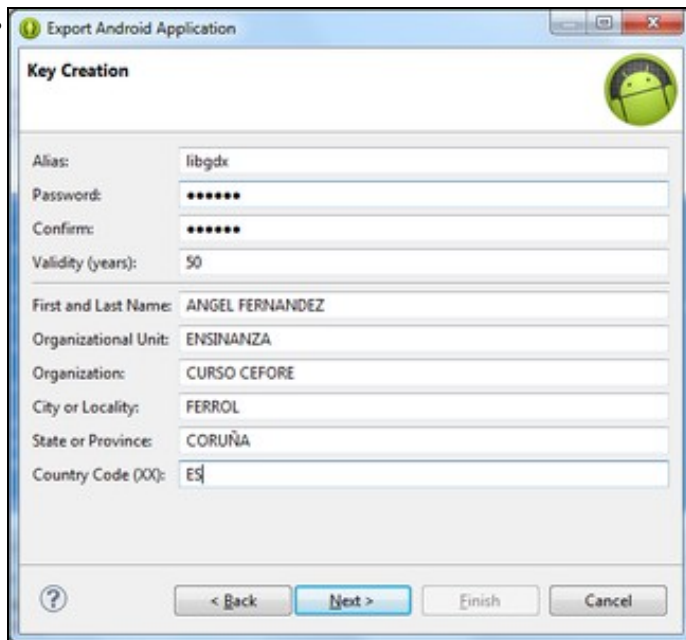 Export Android Application
Key Creation
Alias: libgdx
Password: ••••••
Confirm: ••••••
Validity (years): 50
First and Last Name: ANGEL FERNANDEZ
Organizational Unit: ENSINANZA
Organization: CURSO CEFORE
City or Locality: FERROL
State or Province: CORUÑA
Country Code (XX): ES
? < Back Next > Finish Cancel